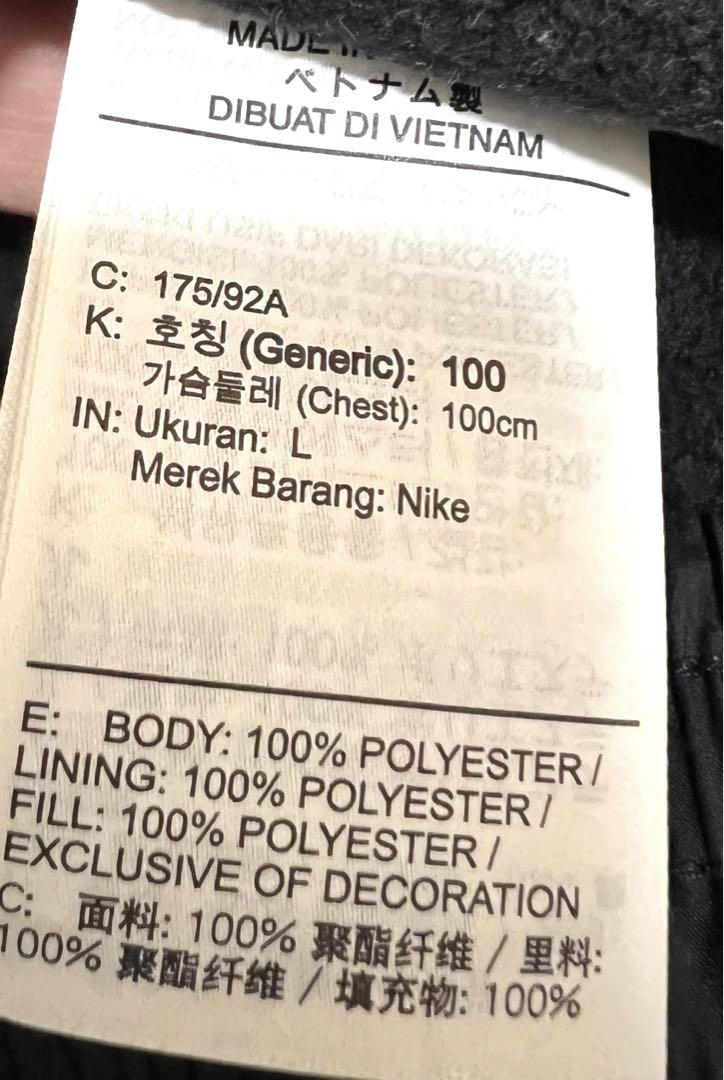 MADE IN
ベトナム製
DIBUAT DI VIETNAM
C: 175/92A
K: 호칭 (Generic): 100
가슴둘레 (Chest): 100cm
IN: Ukuran: L
Merek Barang: Nike
E: BODY: 100% POLYESTER /
LINING: 100% POLYESTER /
FILL: 100% POLYESTER /
EXCLUSIVE OF DECORATION
C: 面料: 100% 聚酯纤维 / 里料:
100% 聚酯纤维 / 填充物: 100%